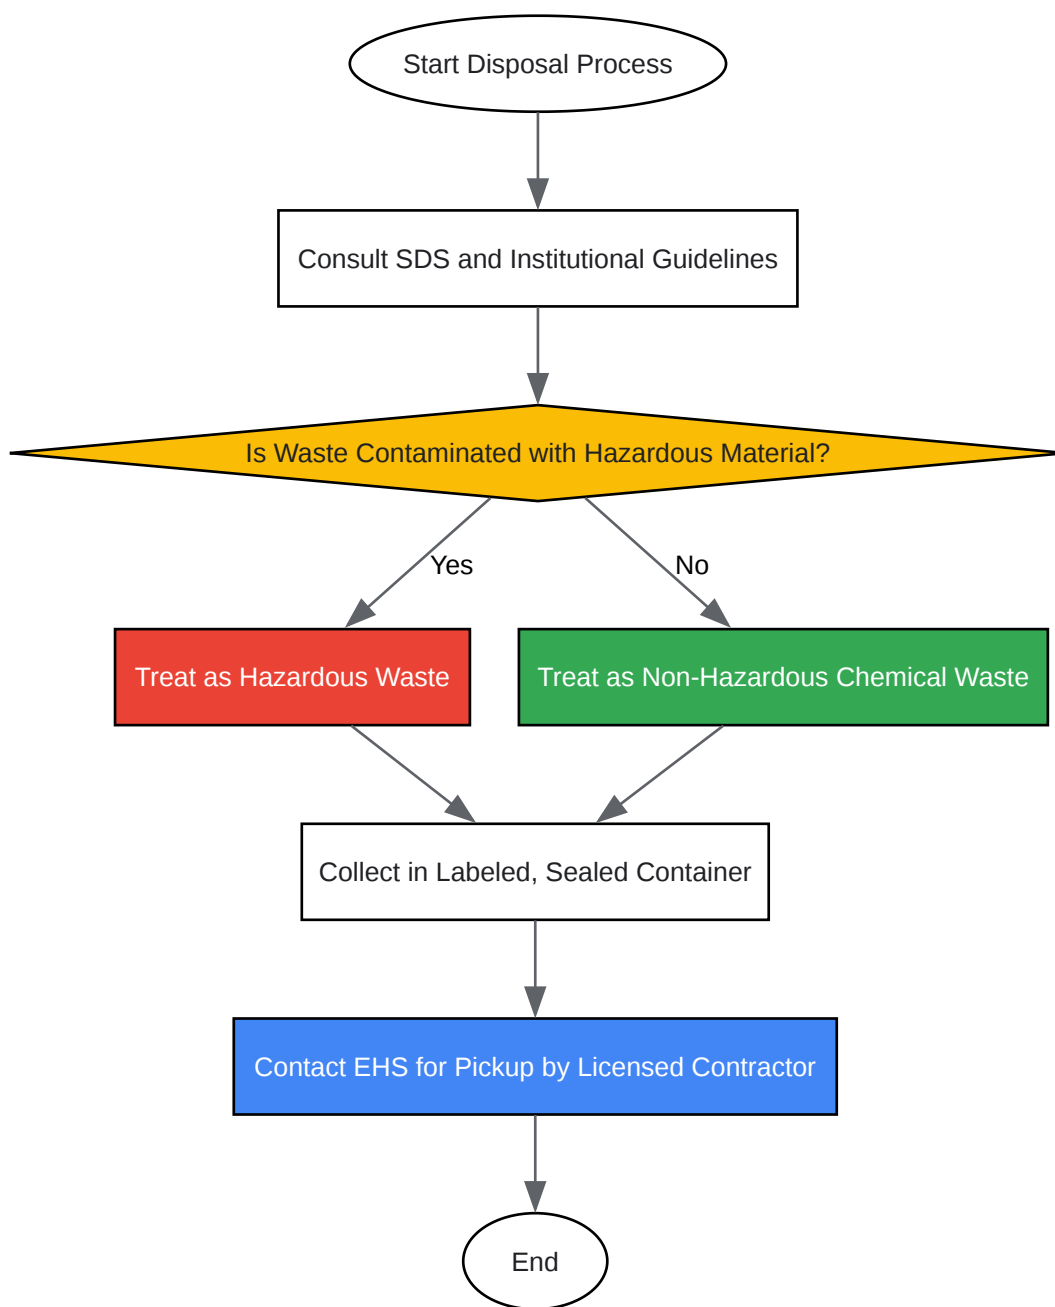 Start Disposal Process
Consult SDS and Institutional Guidelines
Is Waste Contaminated with Hazardous Material?
Yes
No
Treat as Hazardous Waste
Treat as Non-Hazardous Chemical Waste
Collect in Labeled, Sealed Container
Contact EHS for Pickup by Licensed Contractor
End